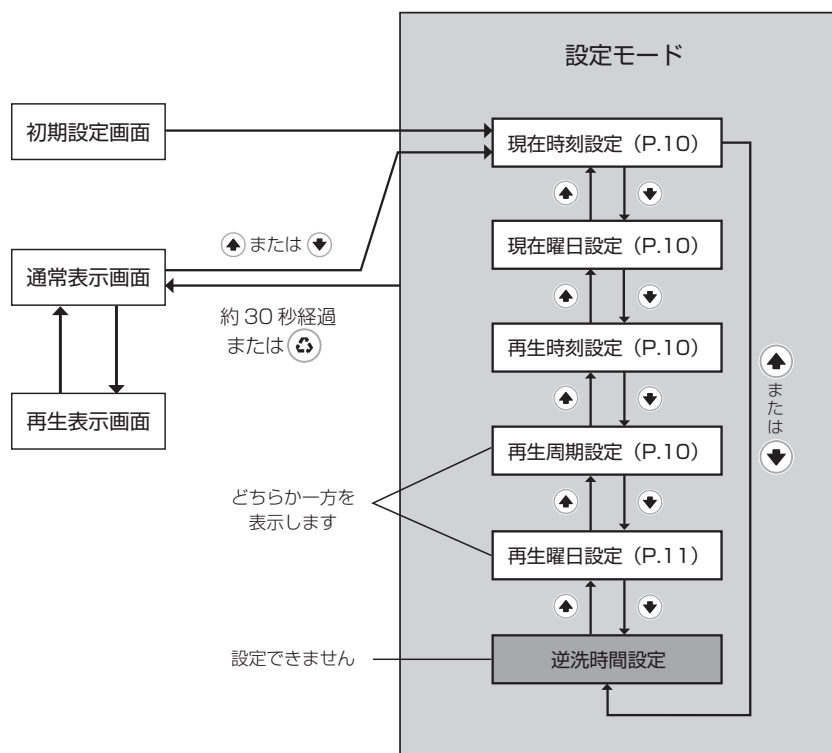 設定モード
初期設定画面
現在時刻設定（P.10）
または
現在曜日設定（P.10）
通常表示画面
約 30 秒経過
または
再生時刻設定（P.10）
または
再生表示画面
再生周期設定（P.10）
どちらか一方を
表示します
再生曜日設定（P.11）
設定できません
逆洗時間設定